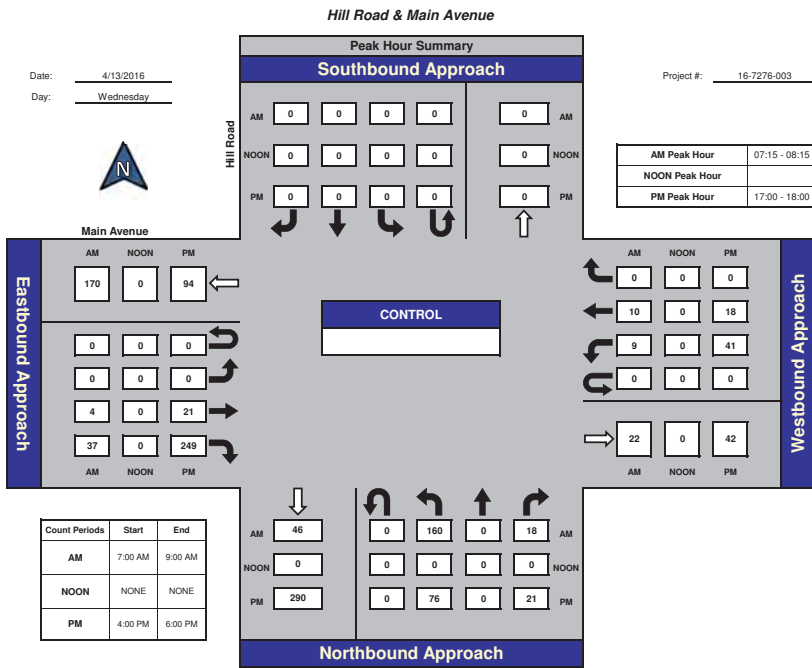 Hill Road & Main Avenue
Peak Hour Summary
Southbound Approach
Date: 4/13/2016
Day: Wednesday
Project #: 16-7276-003
N
Hill Road
AM 0 0 0 0 0 AM
NOON 0 0 0 0 0 NOON
PM 0 0 0 0 0 PM
AM Peak Hour 07:15 - 08:15
NOON Peak Hour
PM Peak Hour 17:00 - 18:00
Main Avenue
Eastbound Approach
AM NOON PM
170 0 94
0 0 0
0 0 0
4 0 21
37 0 249
AM NOON PM
CONTROL
AM NOON PM
0 0 0
10 0 18
9 0 41
0 0 0
22 0 42
AM NOON PM
Westbound Approach
Count Periods Start End
AM 7:00 AM 9:00 AM
NOON NONE NONE
PM 4:00 PM 6:00 PM
AM 46 0 160 0 18 AM
NOON 0 0 0 0 0 NOON
PM 290 0 76 0 21 PM
Northbound Approach